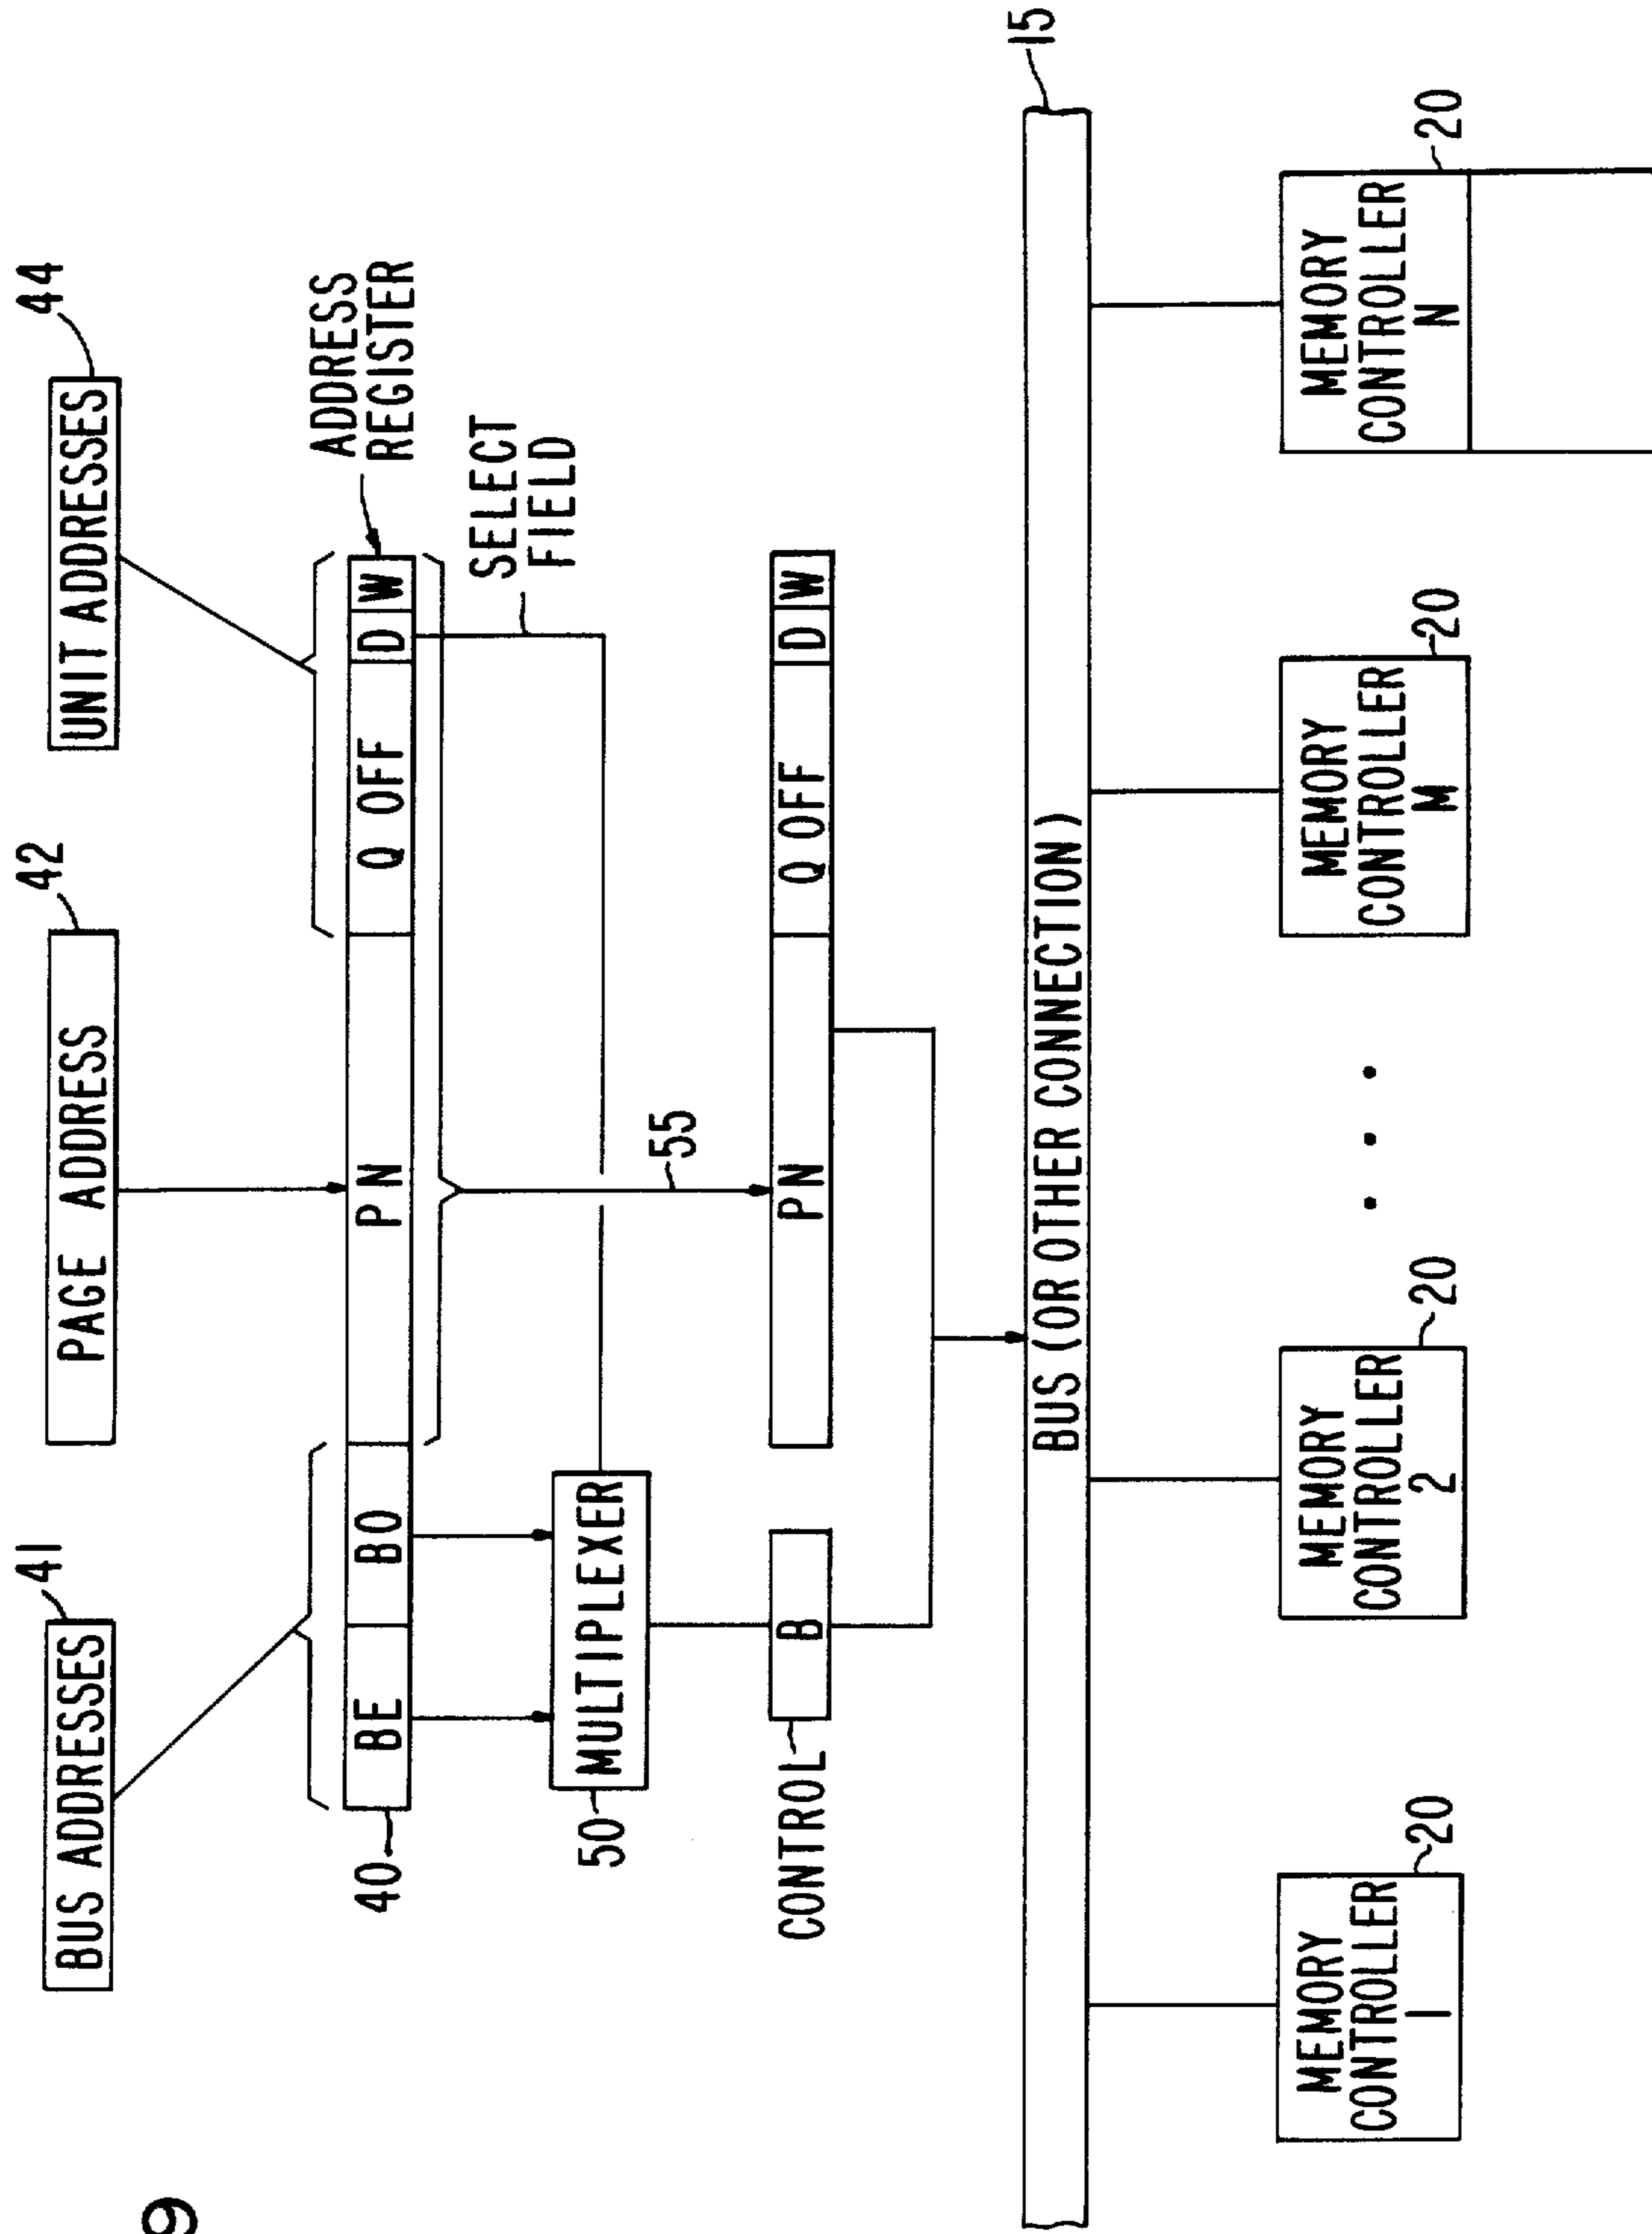 BUS ADDRESSES
41
PAGE ADDRESS
42
UNIT ADDRESSES
44
40
BE
BO
PN
Q OFF
D
W
ADDRESS
REGISTER
SELECT
FIELD
50
MULTIPLEXER
55
CONTROL
B
PN
Q OFF
D
W
BUS (OR OTHER CONNECTION)
15
MEMORY
CONTROLLER
1
20
MEMORY
CONTROLLER
2
20
MEMORY
CONTROLLER
M
20
MEMORY
CONTROLLER
N
20